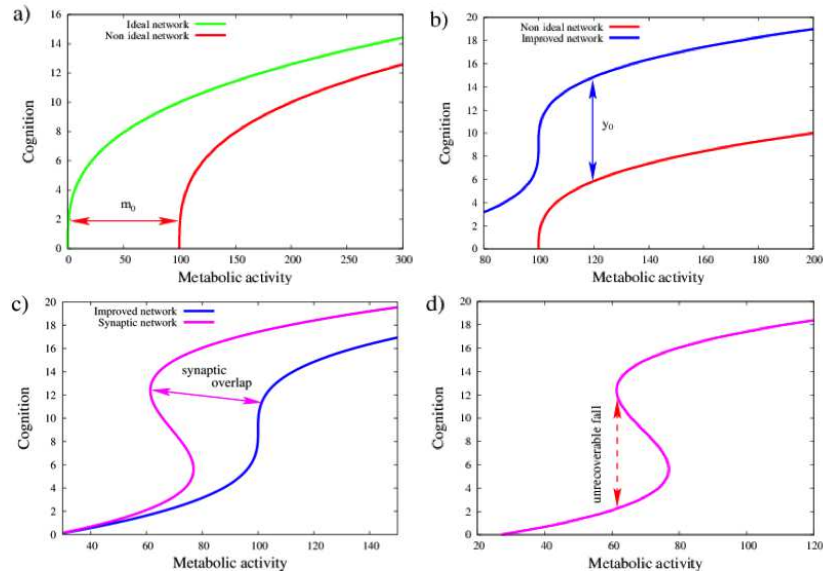 a)
Ideal network
Non ideal network
16
14
12
10
8
6
4
2
0
Cognition
m0
0
50
100
150
200
250
300
Metabolic activity
b)
Non ideal network
Improved network
20
18
16
14
12
10
8
6
4
2
0
Cognition
y0
80
100
120
140
160
180
200
Metabolic activity
c)
Improved network
Synaptic network
20
18
16
14
12
10
8
6
4
2
0
Cognition
synaptic
overlap
40
60
80
100
120
140
Metabolic activity
d)
20
18
16
14
12
10
8
6
4
2
0
Cognition
unrecoverable fall
20
40
60
80
100
120
Metabolic activity